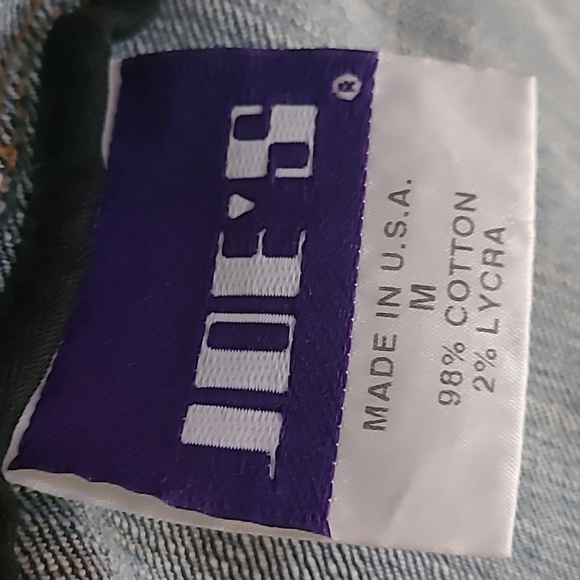 JOE'S®
MADE IN U.S.A.
M
98% COTTON
2% LYCRA